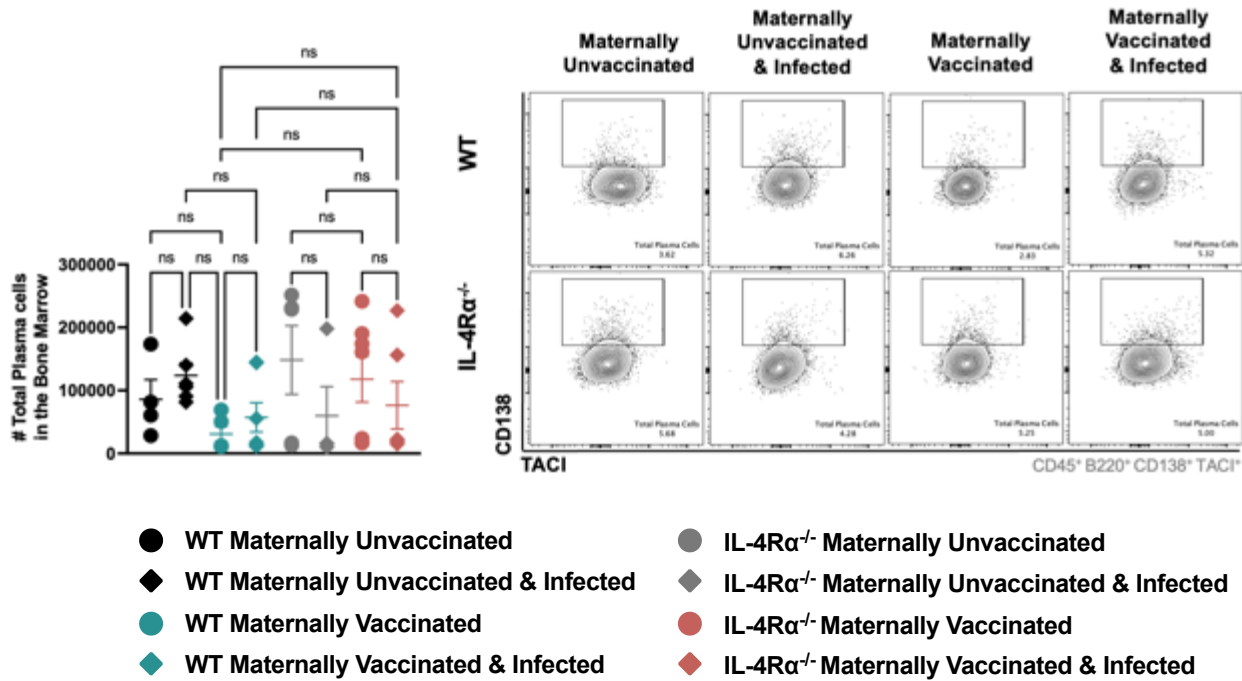 ns
ns
ns
ns
ns
ns
ns
ns
ns ns ns ns ns
# Total Plasma cells
in the Bone Marrow
300000
200000
100000
0
Maternally
Unvaccinated
Maternally
Unvaccinated
& Infected
Maternally
Vaccinated
Maternally
Vaccinated
& Infected
WT
Total Plasma Cells
3.62
Total Plasma Cells
6.26
Total Plasma Cells
2.83
Total Plasma Cells
5.32
IL-4Rα⁻/⁻
Total Plasma Cells
5.68
Total Plasma Cells
4.28
Total Plasma Cells
5.25
Total Plasma Cells
5.00
CD138
TACI
CD45⁺ B220⁺ CD138⁺ TACI⁺
WT Maternally Unvaccinated
WT Maternally Unvaccinated & Infected
WT Maternally Vaccinated
WT Maternally Vaccinated & Infected
IL-4Rα⁻/⁻ Maternally Unvaccinated
IL-4Rα⁻/⁻ Maternally Unvaccinated & Infected
IL-4Rα⁻/⁻ Maternally Vaccinated
IL-4Rα⁻/⁻ Maternally Vaccinated & Infected